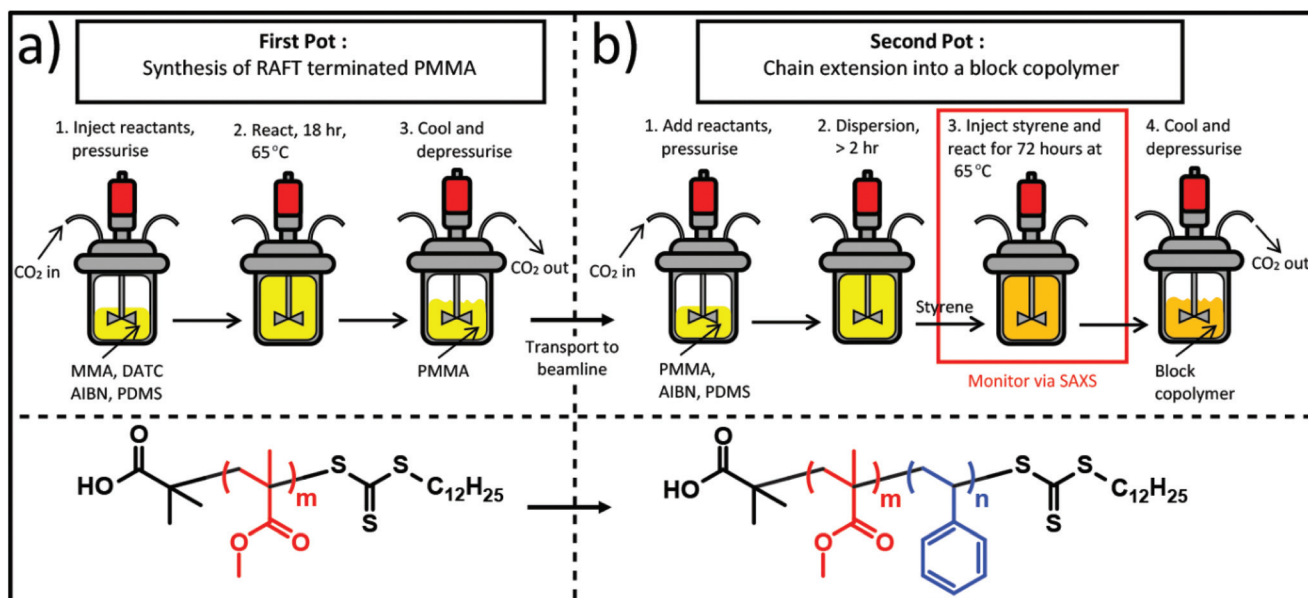 a)
First Pot :
Synthesis of RAFT terminated PMMA
1. Inject reactants,
pressurise
2. React, 18 hr,
65°C
3. Cool and
depressurise
CO₂ in
CO₂ out
MMA, DATC
AIBN, PDMS
PMMA
Transport to
beamline
b)
Second Pot :
Chain extension into a block copolymer
1. Add reactants,
pressurise
2. Dispersion,
> 2 hr
3. Inject styrene and
react for 72 hours at
65°C
4. Cool and
depressurise
CO₂ in
CO₂ out
Styrene
PMMA,
AIBN, PDMS
Monitor via SAXS
Block
copolymer
O
HO
m
O
O
S
S
S
C₁₂H₂₅
O
HO
m
O
O
n
S
S
S
C₁₂H₂₅